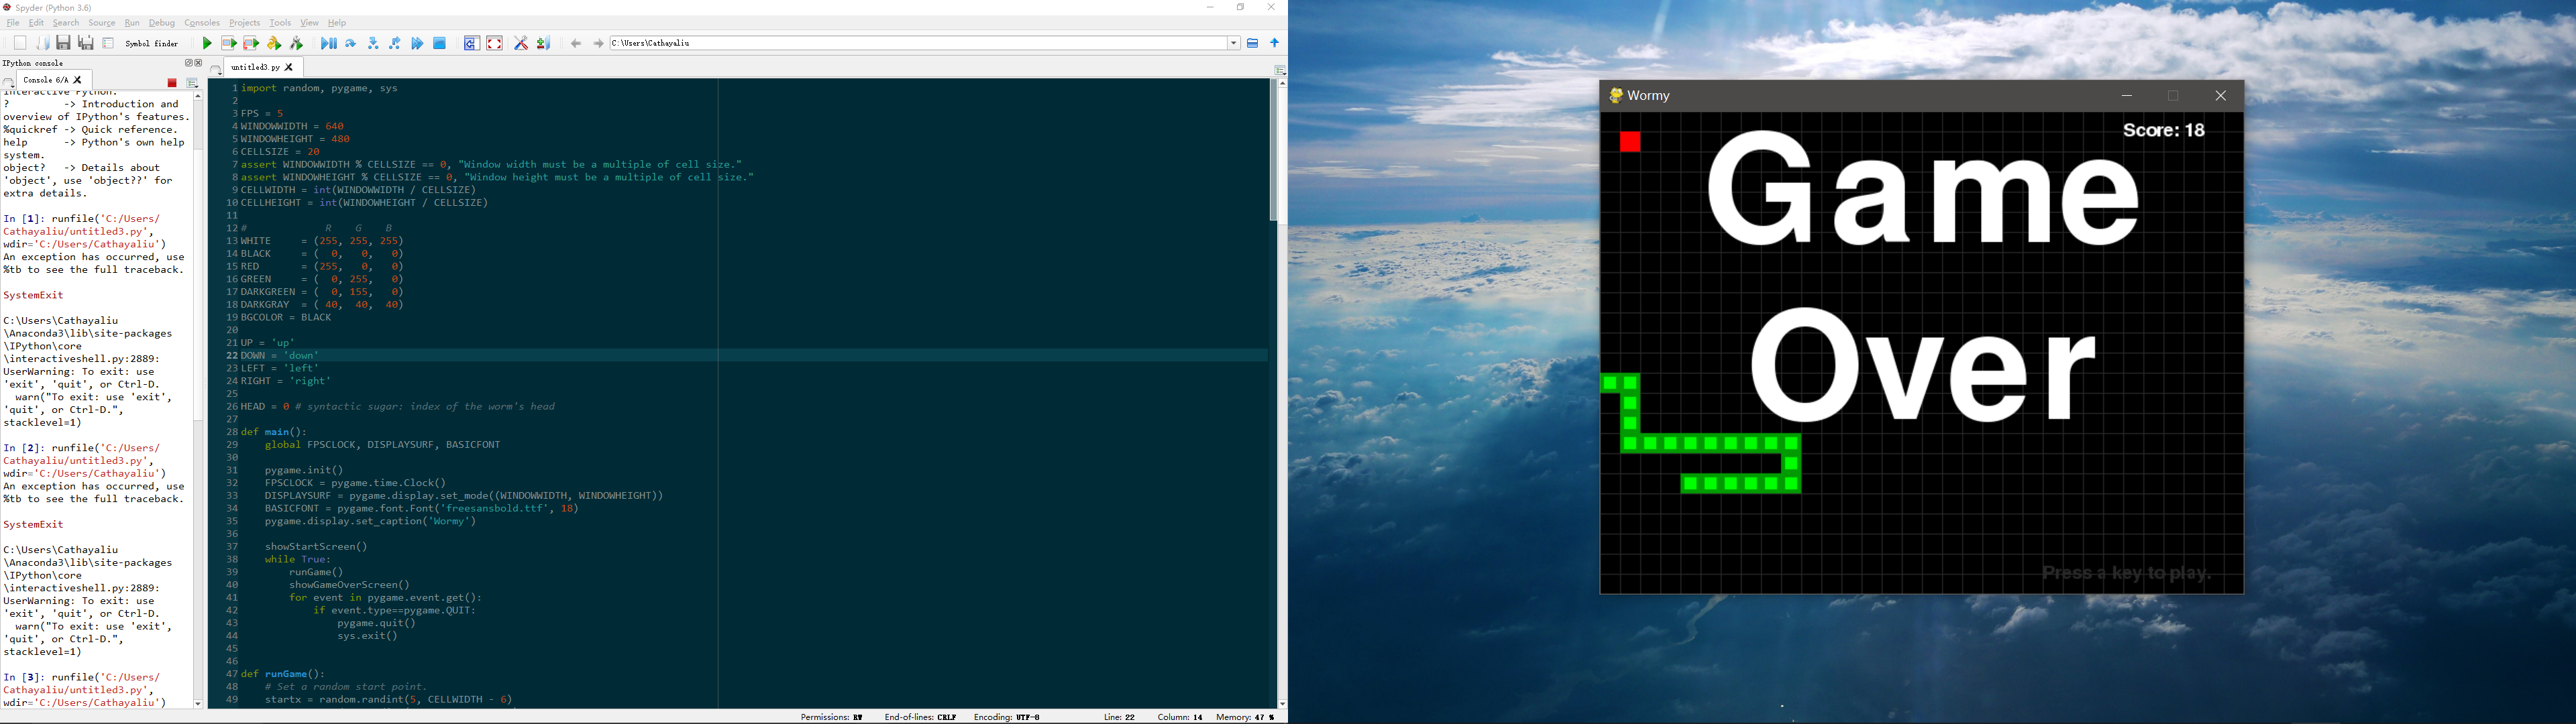 Spyder (Python 3.6)
File Edit Search Source Run Debug Consoles Projects Tools View Help
Symbol finder
C:\Users\Cathayaliu
IPython console
Console 6/A
interactive Python.
? -> Introduction and
overview of IPython's features.
%quickref -> Quick reference.
help -> Python's own help
system.
object? -> Details about
'object', use 'object??' for
extra details.
In [1]: runfile('C:/Users/
Cathayaliu/untitled3.py',
wdir='C:/Users/Cathayaliu')
An exception has occurred, use
%tb to see the full traceback.
SystemExit
C:\Users\Cathayaliu
\Anaconda3\lib\site-packages
\IPython\core
\interactiveshell.py:2889:
UserWarning: To exit: use
'exit', 'quit', or Ctrl-D.
warn("To exit: use 'exit',
'quit', or Ctrl-D.",
stacklevel=1)
In [2]: runfile('C:/Users/
Cathayaliu/untitled3.py',
wdir='C:/Users/Cathayaliu')
An exception has occurred, use
%tb to see the full traceback.
SystemExit
C:\Users\Cathayaliu
\Anaconda3\lib\site-packages
\IPython\core
\interactiveshell.py:2889:
UserWarning: To exit: use
'exit', 'quit', or Ctrl-D.
warn("To exit: use 'exit',
'quit', or Ctrl-D.",
stacklevel=1)
In [3]: runfile('C:/Users/
Cathayaliu/untitled3.py',
wdir='C:/Users/Cathayaliu')
untitled3.py
1 import random, pygame, sys
2
3 FPS = 5
4 WINDOWWIDTH = 640
5 WINDOWHEIGHT = 480
6 CELLSIZE = 20
7 assert WINDOWWIDTH % CELLSIZE == 0, "Window width must be a multiple of cell size."
8 assert WINDOWHEIGHT % CELLSIZE == 0, "Window height must be a multiple of cell size."
9 CELLWIDTH = int(WINDOWWIDTH / CELLSIZE)
10 CELLHEIGHT = int(WINDOWHEIGHT / CELLSIZE)
11
12 # R G B
13 WHITE = (255, 255, 255)
14 BLACK = ( 0, 0, 0)
15 RED = (255, 0, 0)
16 GREEN = ( 0, 255, 0)
17 DARKGREEN = ( 0, 155, 0)
18 DARKGRAY = ( 40, 40, 40)
19 BGCOLOR = BLACK
20
21 UP = 'up'
22 DOWN = 'down'
23 LEFT = 'left'
24 RIGHT = 'right'
25
26 HEAD = 0 # syntactic sugar: index of the worm's head
27
28 def main():
29 global FPSCLOCK, DISPLAYSURF, BASICFONT
30
31 pygame.init()
32 FPSCLOCK = pygame.time.Clock()
33 DISPLAYSURF = pygame.display.set_mode((WINDOWWIDTH, WINDOWHEIGHT))
34 BASICFONT = pygame.font.Font('freesansbold.ttf', 18)
35 pygame.display.set_caption('Wormy')
36
37 showStartScreen()
38 while True:
39 runGame()
40 showGameOverScreen()
41 for event in pygame.event.get():
42 if event.type==pygame.QUIT:
43 pygame.quit()
44 sys.exit()
45
46
47 def runGame():
48 # Set a random start point.
49 startx = random.randint(5, CELLWIDTH - 6)
Permissions: RW End-of-lines: CRLF Encoding: UTF-8 Line: 22 Column: 14 Memory: 47 %
Wormy
Score: 18
Game
Over
Press a key to play.